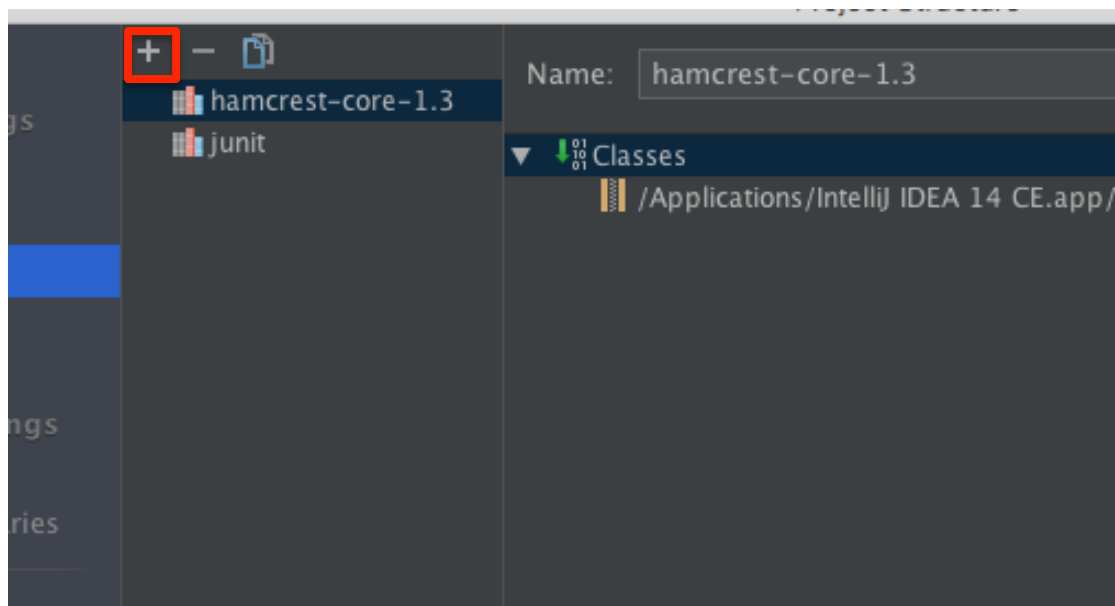 hamcrest-core-1.3
junit
Name: hamcrest-core-1.3
Classes
/Applications/IntelliJ IDEA 14 CE.app/